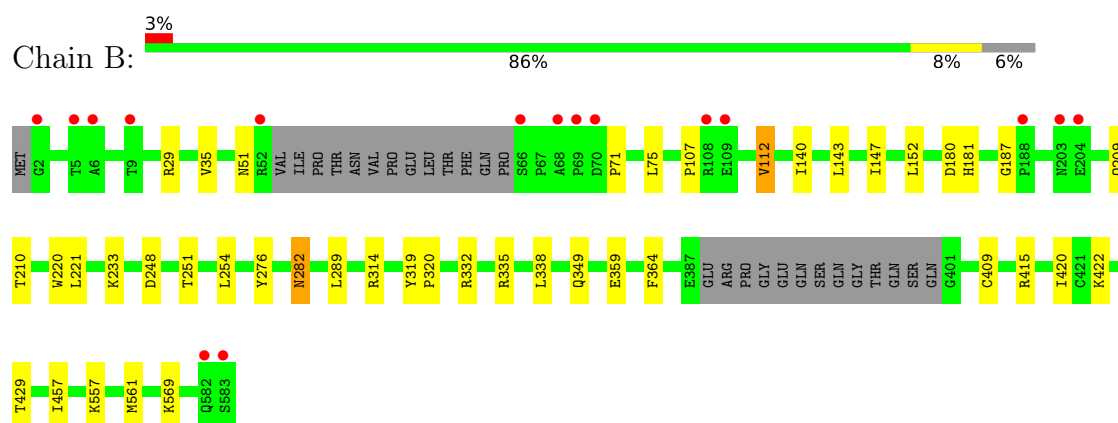 3%
Chain B:
86% 8% 6%
MET G2 T5 A6 T9 R29 V35 N51 R52 VAL ILE PRO THR ASN VAL PRO GLU LEU THR PHE GLN PRO S66 P67 A68 P69 D70 P71 L75 P107 R108 E109 V112 I140 L143 I147 L152 D180 H181 G187 P188 N203 E204 Q209
T210 W220 L221 K233 D248 T251 L254 Y276 N282 L289 R314 Y319 P320 R332 R335 L338 Q349 E359 F364 E387 GLU ARG PRO GLY GLU GLN SER GLN GLY THR GLN SER GLN G401 C409 R415 I420 C421 K422
T429 I457 K557 M561 K569 Q582 S583